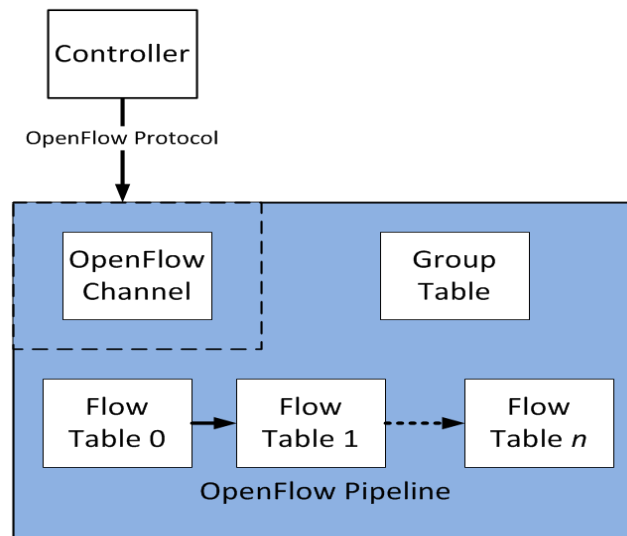 Controller
OpenFlow Protocol
OpenFlow
Channel
Group
Table
Flow
Table 0
Flow
Table 1
Flow
Table n
OpenFlow Pipeline